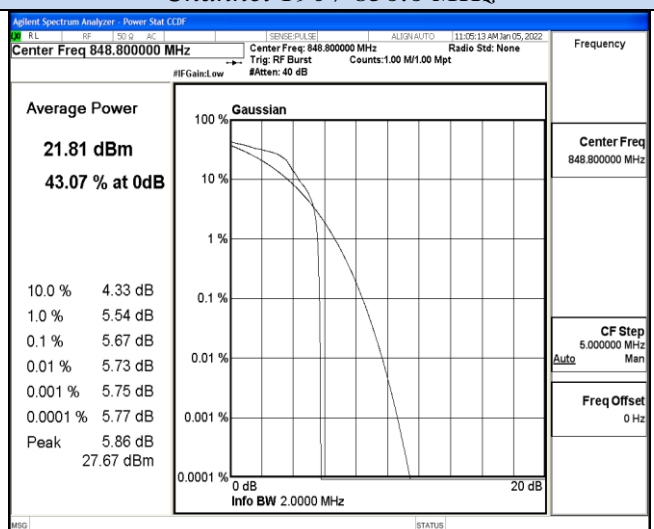 Agilent Spectrum Analyzer - Power Stat CCDF
RL RF 50 Ω AC SENSE:PULSE ALIGN AUTO 11:05:13 AM Jan 05, 2022
Center Freq 848.800000 MHz
Center Freq: 848.800000 MHz Radio Std: None
Trig: RF Burst Counts:1.00 M/1.00 Mpt
#IFGain:Low #Atten: 40 dB
Frequency
Average Power
21.81 dBm
43.07 % at 0dB
10.0 % 4.33 dB
1.0 % 5.54 dB
0.1 % 5.67 dB
0.01 % 5.73 dB
0.001 % 5.75 dB
0.0001 % 5.77 dB
Peak 5.86 dB
27.67 dBm
Gaussian
100 %
10 %
1 %
0.1 %
0.01 %
0.001 %
0.0001 %
0 dB 20 dB
Info BW 2.0000 MHz
Center Freq
848.800000 MHz
CF Step
5.000000 MHz
Auto Man
Freq Offset
0 Hz
MSG STATUS